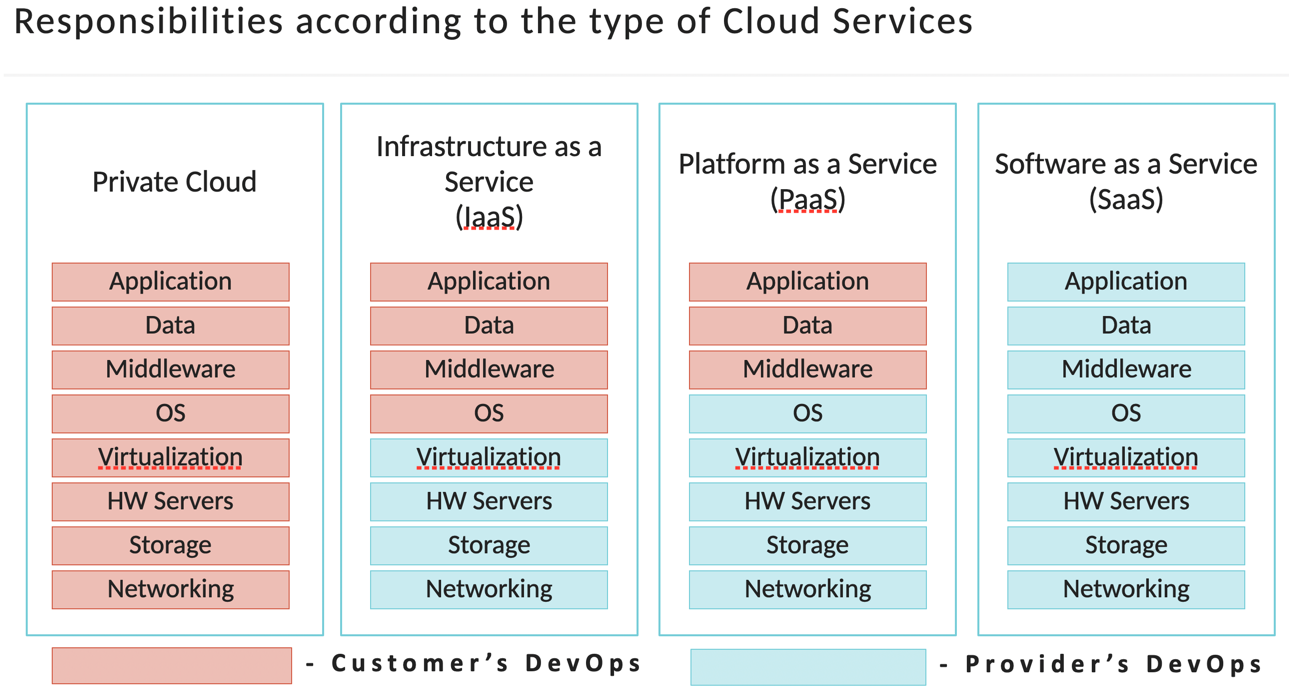 Responsibilities according to the type of Cloud Services
Private Cloud
Application
Data
Middleware
OS
Virtualization
HW Servers
Storage
Networking
Infrastructure as a
Service
(IaaS)
Application
Data
Middleware
OS
Virtualization
HW Servers
Storage
Networking
Platform as a Service
(PaaS)
Application
Data
Middleware
OS
Virtualization
HW Servers
Storage
Networking
Software as a Service
(SaaS)
Application
Data
Middleware
OS
Virtualization
HW Servers
Storage
Networking
- Customer’s DevOps
- Provider’s DevOps